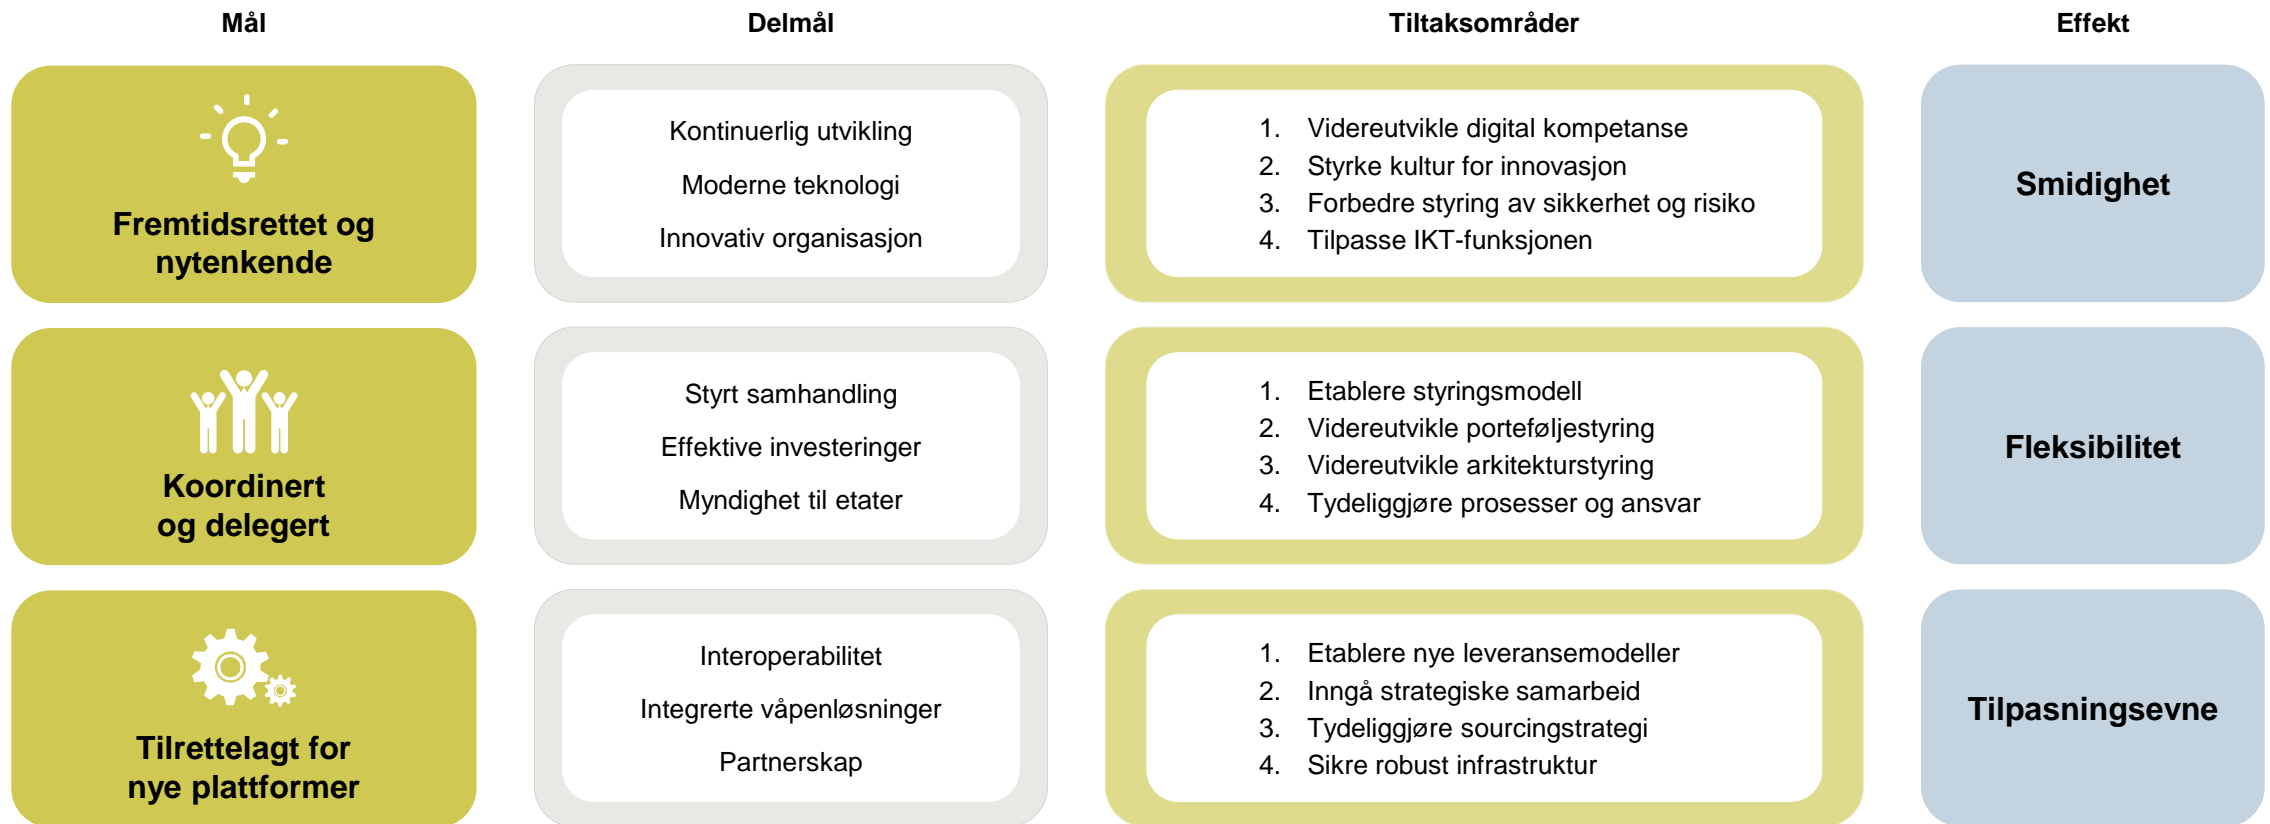 Mål
Delmål
Tiltaksområder
Effekt
Fremtidsrettet og
nytenkende
Kontinuerlig utvikling
Moderne teknologi
Innovativ organisasjon
1. Videreutvikle digital kompetanse
2. Styrke kultur for innovasjon
3. Forbedre styring av sikkerhet og risiko
4. Tilpasse IKT-funksjonen
Smidighet
Koordinert
og delegert
Styrt samhandling
Effektive investeringer
Myndighet til etater
1. Etablere styringsmodell
2. Videreutvikle porteføljestyring
3. Videreutvikle arkitekturstyring
4. Tydeliggjøre prosesser og ansvar
Fleksibilitet
Tilrettelagt for
nye plattformer
Interoperabilitet
Integrerte våpenløsninger
Partnerskap
1. Etablere nye leveransemodeller
2. Inngå strategiske samarbeid
3. Tydeliggjøre sourcingstrategi
4. Sikre robust infrastruktur
Tilpasningsevne